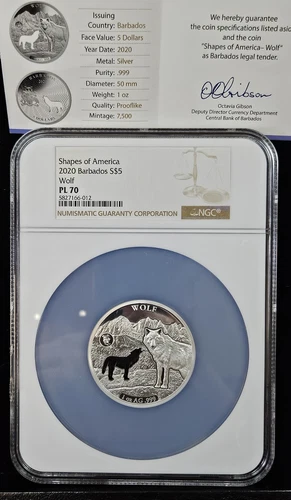 Issuing
Country: Barbados
Face Value: 5 Dollars
Year Date: 2020
Metal: Silver
Purity: .999
Diameter: 50 mm
Weight: 1 oz
Quality: Prooflike
Mintage: 7,500
We hereby guarantee
the coin specifications listed asid
and the coin
"Shapes of America– Wolf"
as Barbados legal tender.
Octavia Gibson
Deputy Director Currency Department
Central Bank of Barbados
Shapes of America
2020 Barbados S$5
Wolf
PL 70
5827166-012
NUMISMATIC GUARANTY CORPORATION
NGC®
WOLF
1 oz AG .999